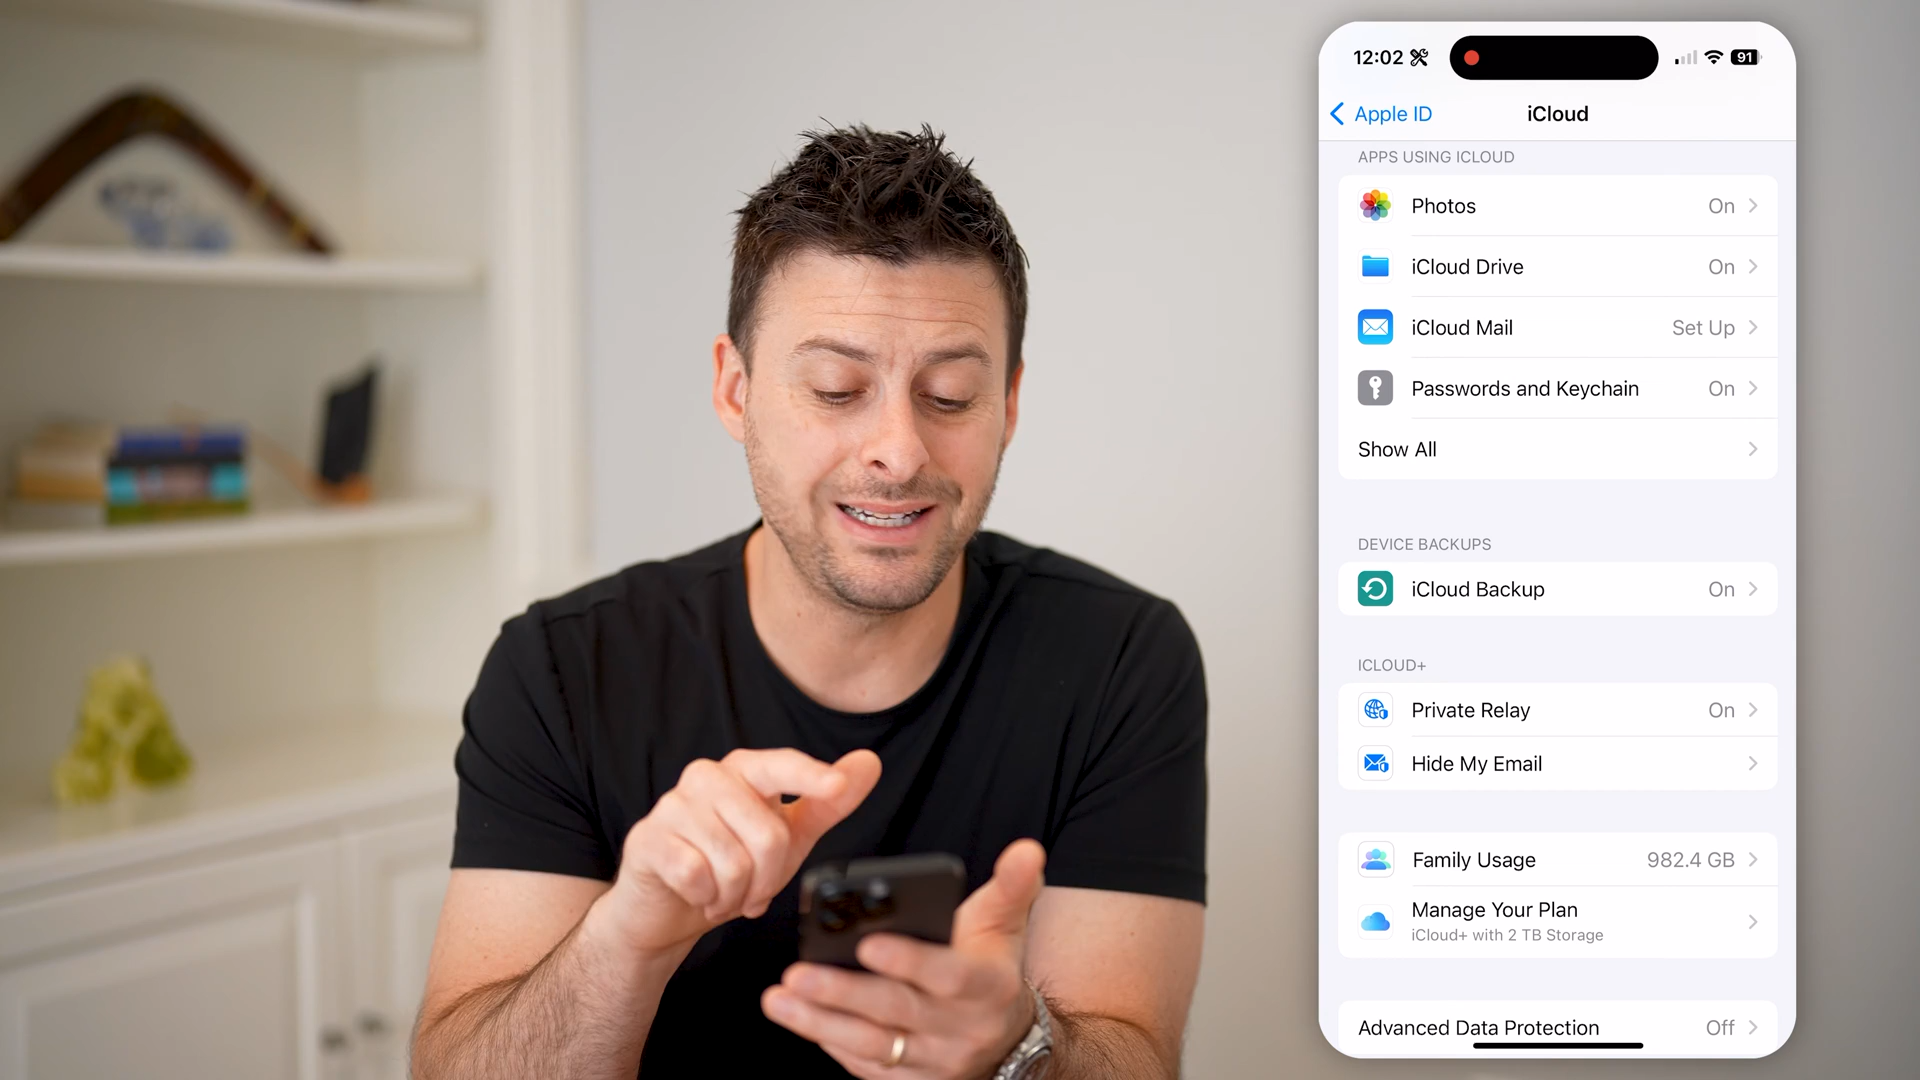 12:02
91
Apple ID
iCloud
APPS USING ICLOUD
Photos On
iCloud Drive On
iCloud Mail Set Up
Passwords and Keychain On
Show All
DEVICE BACKUPS
iCloud Backup On
ICLOUD+
Private Relay On
Hide My Email
Family Usage 982.4 GB
Manage Your Plan
iCloud+ with 2 TB Storage
Advanced Data Protection Off